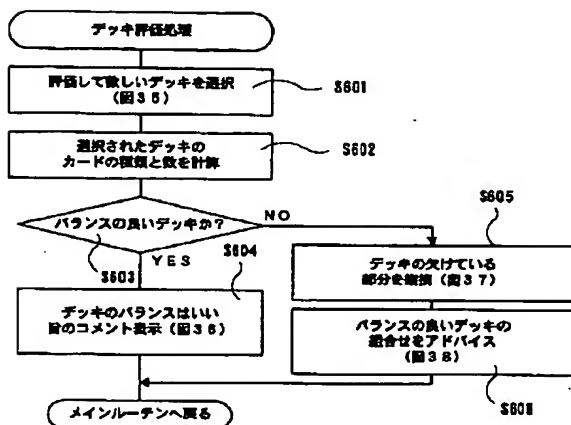 デッキ評価処理
評価して欲しいデッキを選択
(図35)
S601
選択されたデッキの
カードの種類と数を計算
S602
バランスの良いデッキか?
NO
YES
S603
S604
デッキのバランスはいい
旨のコメント表示(図36)
S605
デッキの欠けている
部分を指摘(図37)
バランスの良いデッキの
組合せをアドバイス
(図38)
S606
メインルーチンへ戻る